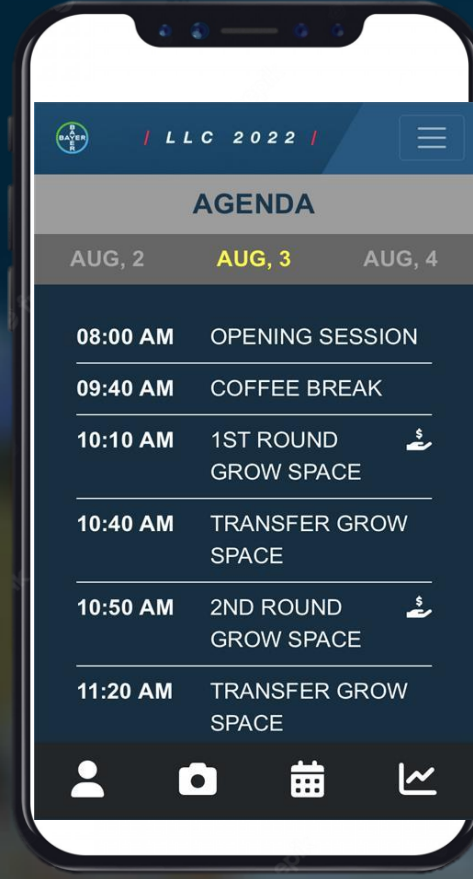 BAYER
/ LLC 2022 /
AGENDA
AUG, 2 AUG, 3 AUG, 4
08:00 AM OPENING SESSION
09:40 AM COFFEE BREAK
10:10 AM 1ST ROUND $
GROW SPACE
10:40 AM TRANSFER GROW
SPACE
10:50 AM 2ND ROUND $
GROW SPACE
11:20 AM TRANSFER GROW
SPACE